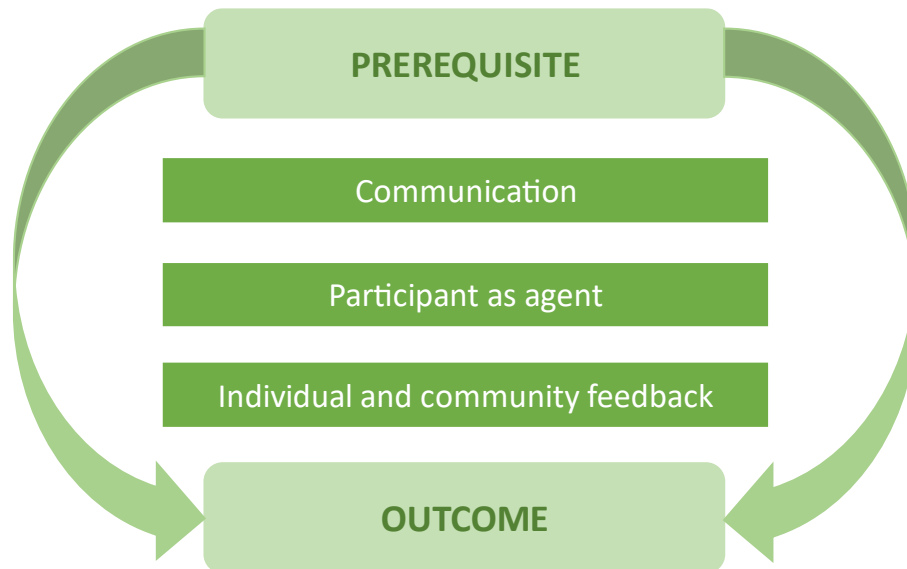 PREREQUISITE
Communication
Participant as agent
Individual and community feedback
OUTCOME